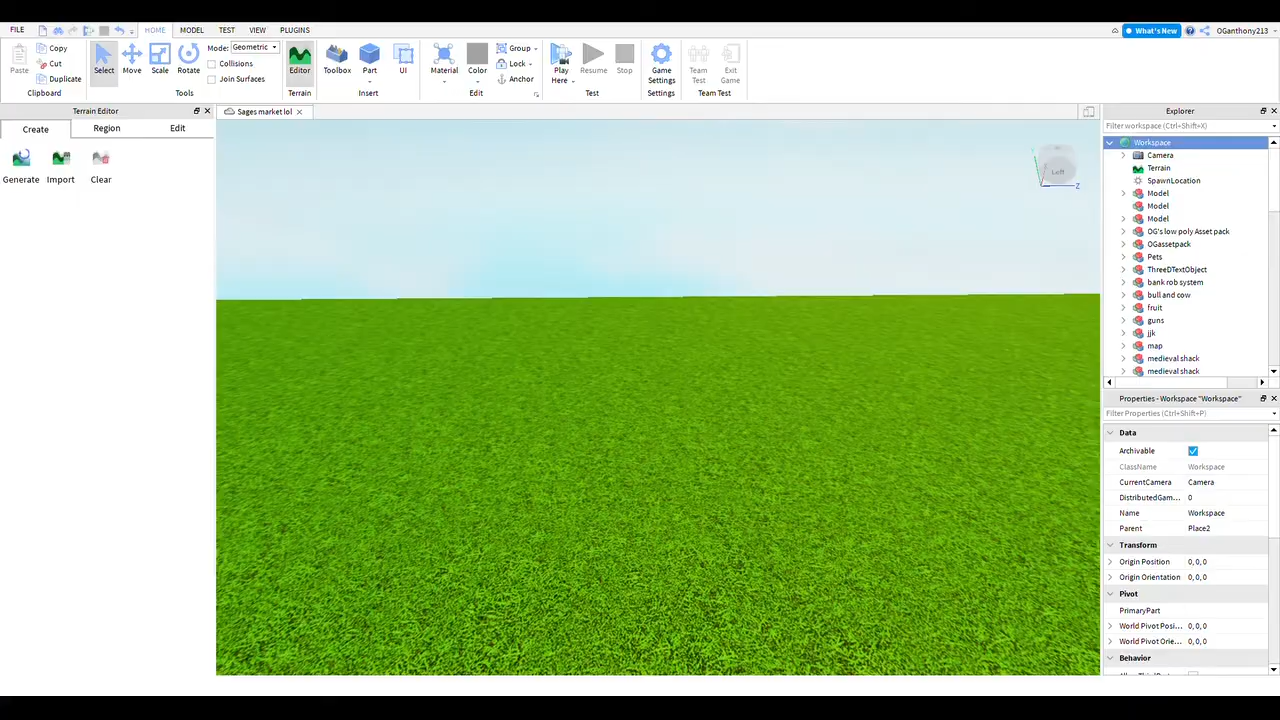 FILE HOME MODEL TEST VIEW PLUGINS What's New OGanthony213
Paste Copy Cut Duplicate Select Move Scale Rotate Mode: Geometric Collisions Join Surfaces Editor Toolbox Part UI Material Color Group Lock Anchor Play Here Resume Stop Game Settings Team Test Exit Game
Clipboard Tools Terrain Insert Edit Test Settings Team Test
Terrain Editor
Create Region Edit
Generate Import Clear
Sages market lol
Left
Z
Explorer
Filter workspace (Ctrl+Shift+X)
Workspace
Camera
Terrain
SpawnLocation
Model
Model
Model
OG's low poly Asset pack
OGassetpack
Pets
ThreeDTextObject
bank rob system
bull and cow
fruit
guns
jjk
map
medieval shack
medieval shack
Properties - Workspace "Workspace"
Filter Properties (Ctrl+Shift+P)
Data
Archivable
ClassName Workspace
CurrentCamera Camera
DistributedGam... 0
Name Workspace
Parent Place2
Transform
Origin Position 0, 0, 0
Origin Orientation 0, 0, 0
Pivot
PrimaryPart
World Pivot Posi... 0, 0, 0
World Pivot Orie... 0, 0, 0
Behavior